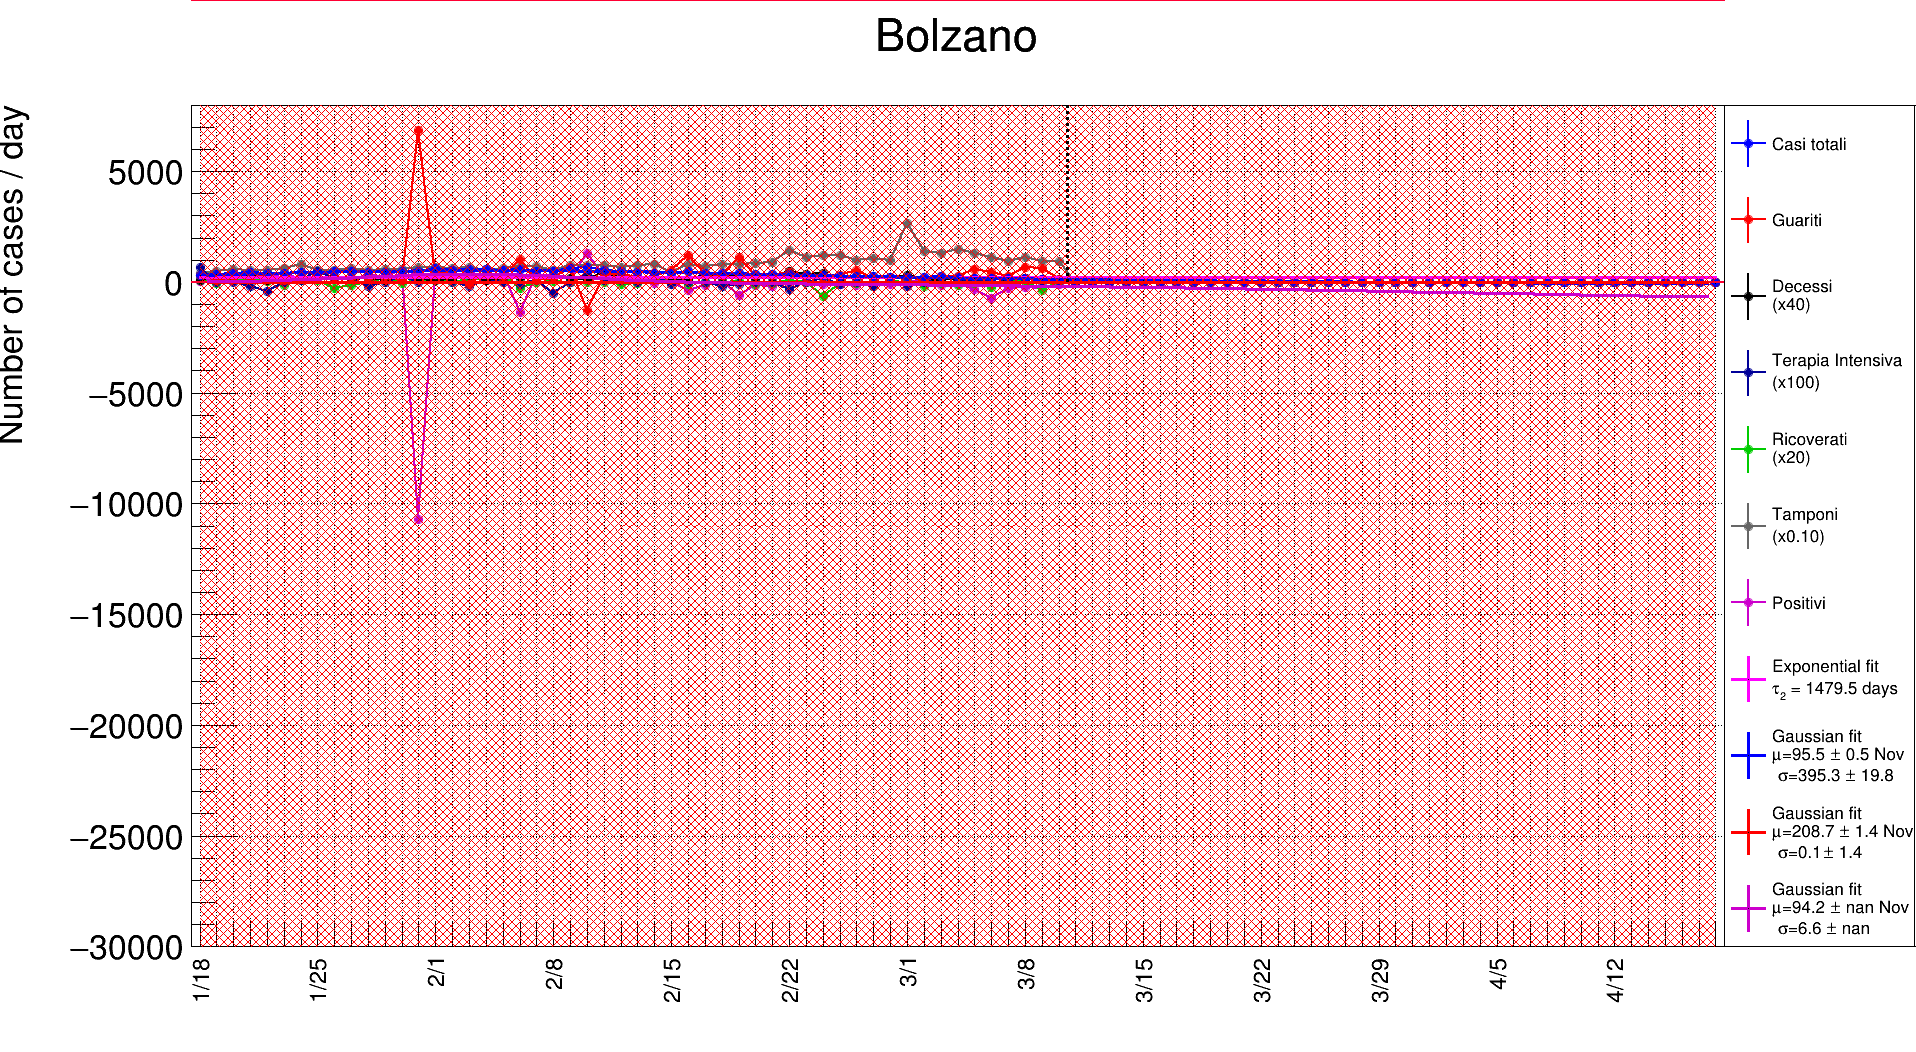 Bolzano
Number of cases / day
5000
0
−5000
−10000
−15000
−20000
−25000
−30000
1/18
1/25
2/1
2/8
2/15
2/22
3/1
3/8
3/15
3/22
3/29
4/5
4/12
Casi totali
Guariti
Decessi
(x40)
Terapia Intensiva
(x100)
Ricoverati
(x20)
Tamponi
(x0.10)
Positivi
Exponential fit
τ2 = 1479.5 days
Gaussian fit
μ=95.5 ± 0.5 Nov
σ=395.3 ± 19.8
Gaussian fit
μ=208.7 ± 1.4 Nov
σ=0.1 ± 1.4
Gaussian fit
μ=94.2 ± nan Nov
σ=6.6 ± nan